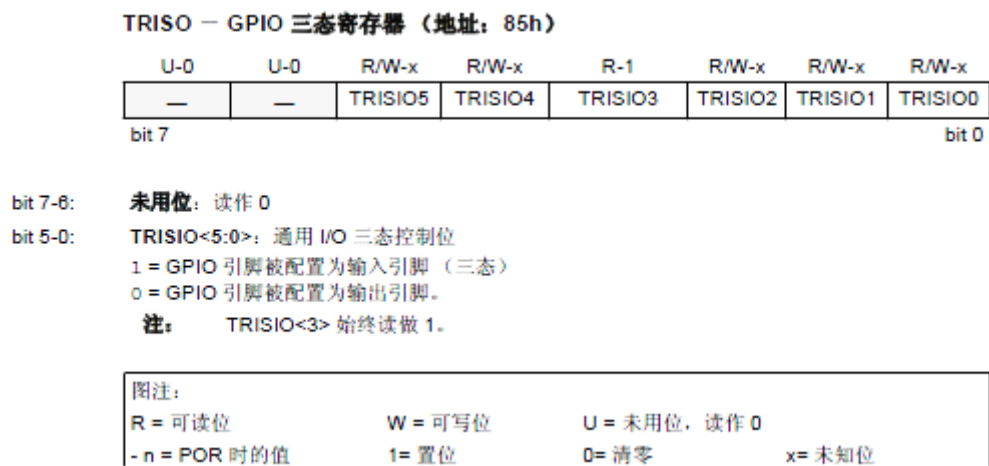 TRISO － GPIO 三态寄存器 （地址：85h）
U-0 U-0 R/W-x R/W-x R-1 R/W-x R/W-x R/W-x
— — TRISIO5 TRISIO4 TRISIO3 TRISIO2 TRISIO1 TRISIO0
bit 7 bit 0
bit 7-6: 未用位：读作 0
bit 5-0: TRISIO<5:0>：通用 I/O 三态控制位
1 = GPIO 引脚被配置为输入引脚 （三态）
0 = GPIO 引脚被配置为输出引脚。
注： TRISIO<3> 始终读做 1。
图注：
R = 可读位 W = 可写位 U = 未用位，读作 0
- n = POR 时的值 1= 置位 0= 清零 x= 未知位